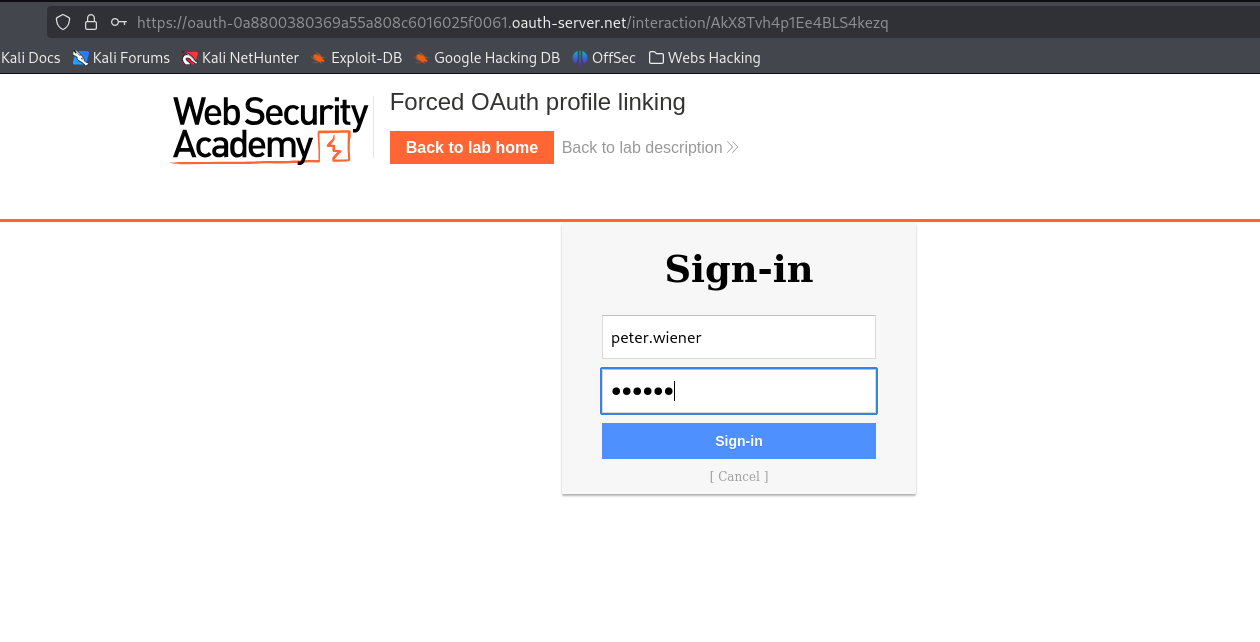 https://oauth-0a8800380369a55a808c6016025f0061.oauth-server.net/interaction/AkX8Tvh4p1Ee4BLS4kezq
Kali Docs Kali Forums Kali NetHunter Exploit-DB Google Hacking DB OffSec Webs Hacking
Web Security
Academy
Forced OAuth profile linking
Back to lab home Back to lab description
Sign-in
peter.wiener
••••••
Sign-in
[ Cancel ]